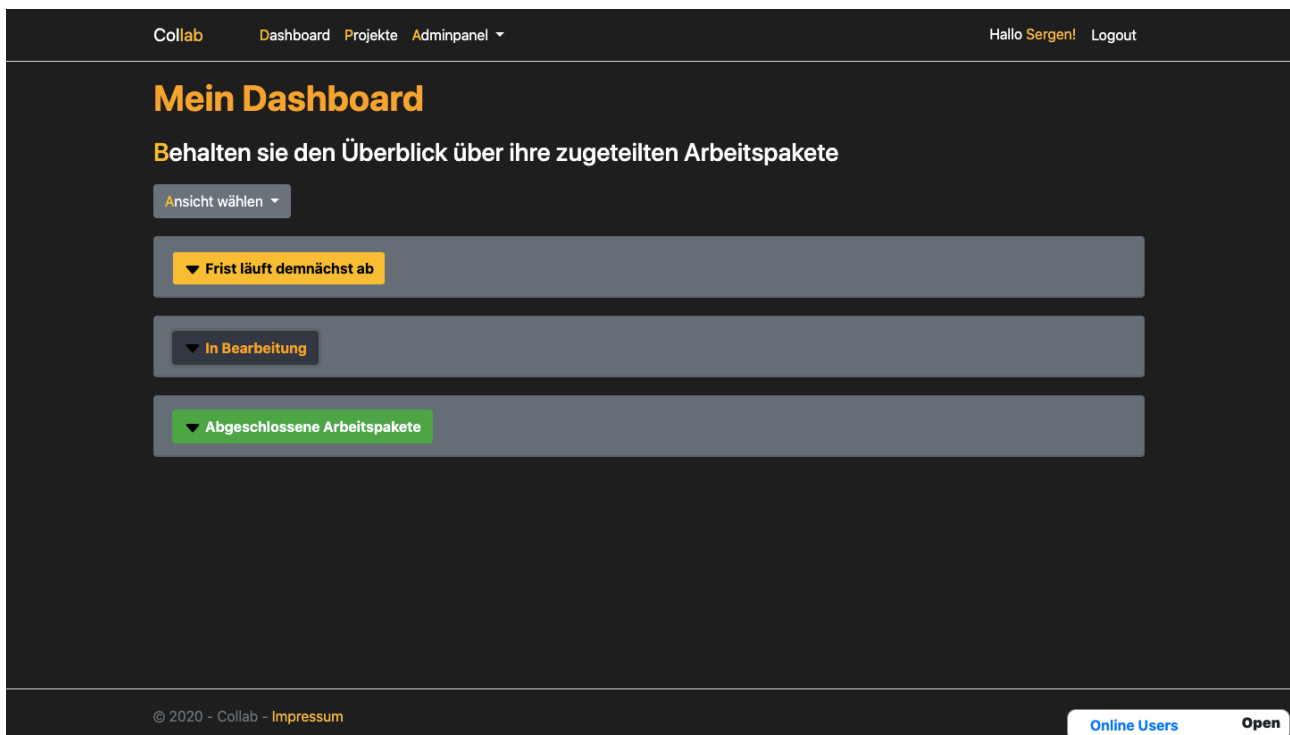 Collab Dashboard Projekte Adminpanel Hallo Sergen! Logout
Mein Dashboard
Behalten sie den Überblick über ihre zugeteilten Arbeitspakete
Ansicht wählen
Frist läuft demnächst ab
In Bearbeitung
Abgeschlossene Arbeitspakete
© 2020 - Collab - Impressum
Online Users Open